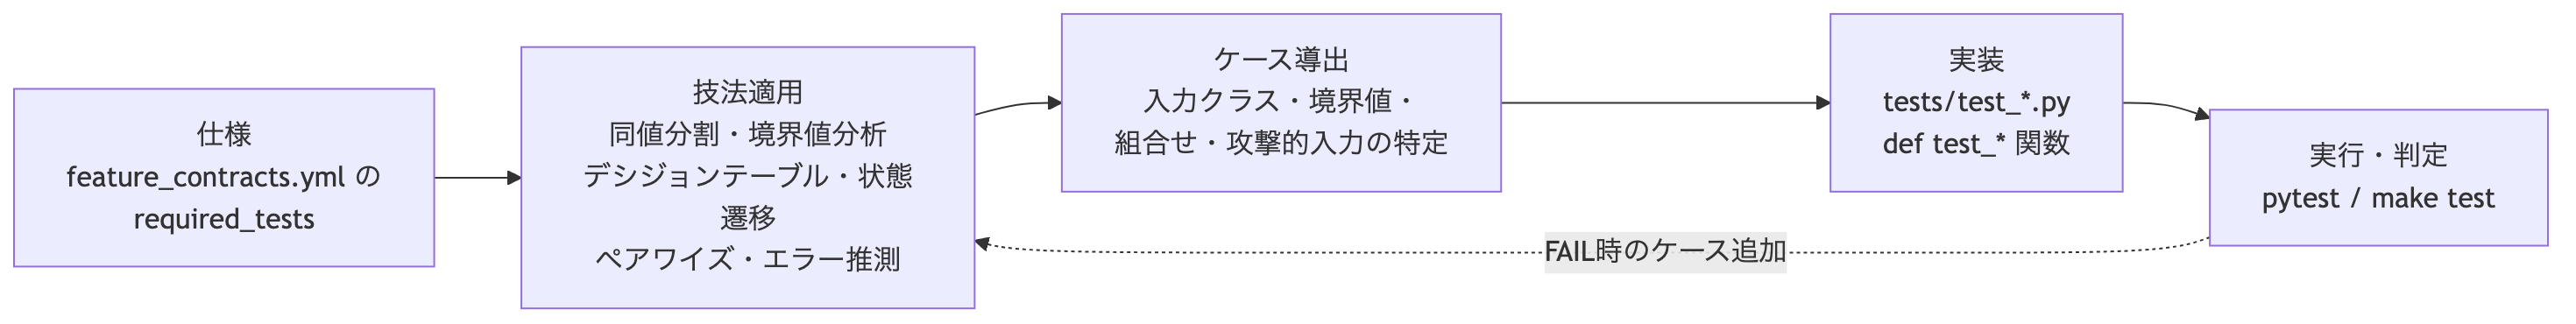 仕様
feature_contracts.yml の
required_tests
技法適用
同値分割・境界値分析
デシジョンテーブル・状態
遷移
ペアワイズ・エラー推測
ケース導出
入力クラス・境界値・
組合せ・攻撃的入力の特定
実装
tests/test_*.py
def test_* 関数
実行・判定
pytest / make test
FAIL時のケース追加